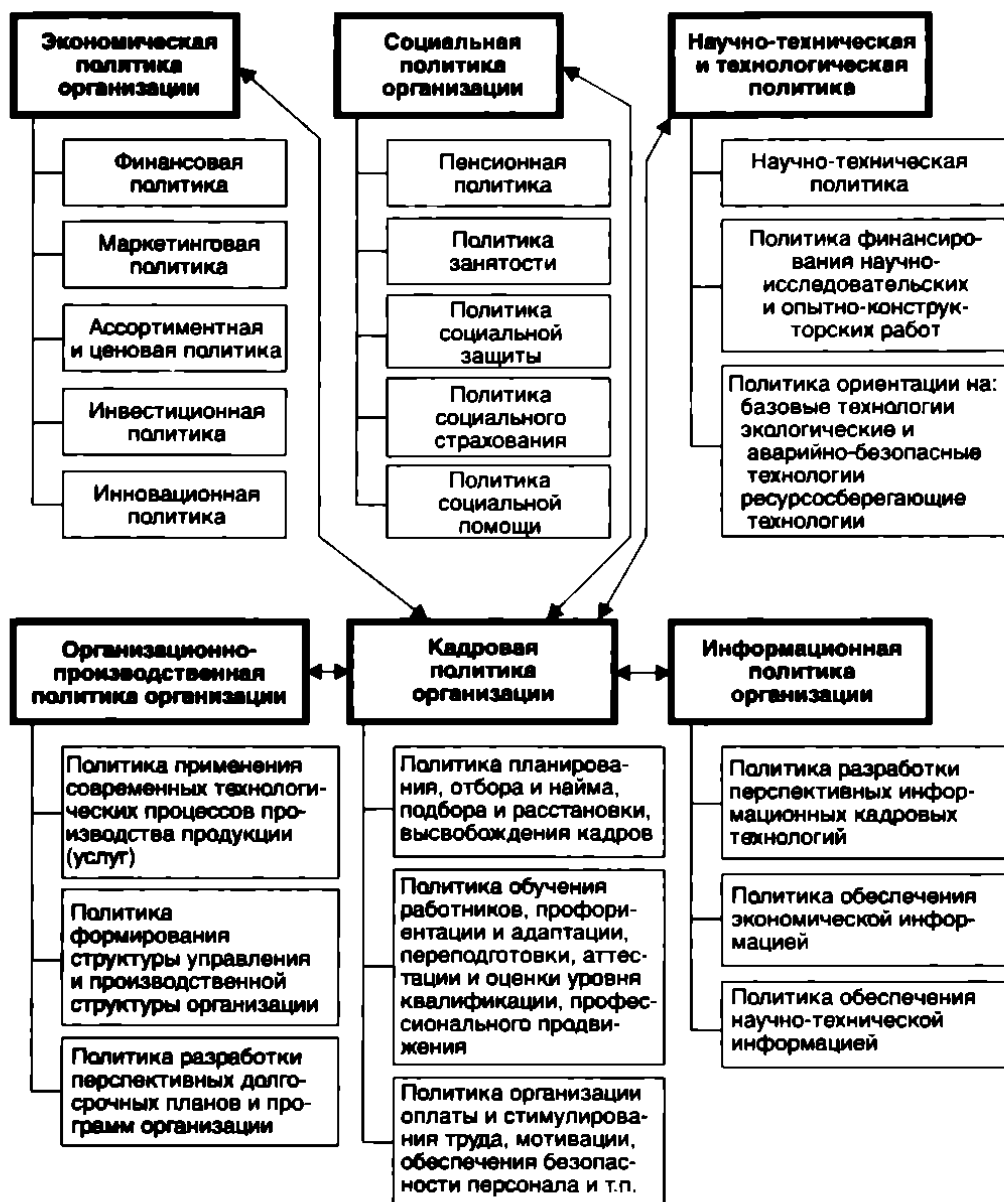 Экономическая
политика
организации
Финансовая
политика
Маркетинговая
политика
Ассортиментная
и ценовая политика
Инвестиционная
политика
Инновационная
политика
Социальная
политика
организации
Пенсионная
политика
Политика
занятости
Политика
социальной
защиты
Политика
социального
страхования
Политика
социальной
помощи
Научно-техническая
и технологическая
политика
Научно-техническая
политика
Политика финансиро-
вания научно-
исследовательских
и опытно-конструк-
торских работ
Политика ориентации на:
базовые технологии
экологические и
аварийно-безопасные
технологии
ресурсосберегающие
технологии
Организационно-
производственная
политика организации
Политика применения
современных технологи-
ческих процессов про-
изводства продукции
(услуг)
Политика
формирования
структуры управления
и производственной
структуры организации
Политика разработки
перспективных долго-
срочных планов и про-
грамм организации
Кадровая
политика
организации
Политика планирова-
ния, отбора и найма,
подбора и расстановки,
высвобождения кадров
Политика обучения
работников, профори-
ентации и адаптации,
переподготовки, аттес-
тации и оценки уровня
квалификации, профес-
сионального продви-
жения
Политика организации
оплаты и стимулирова-
ния труда, мотивации,
обеспечения безопас-
ности персонала и т.п.
Информационная
политика
организации
Политика разработки
перспективных инфор-
мационных кадровых
технологий
Политика обеспечения
экономической инфор-
мацией
Политика обеспечения
научно-технической
информацией